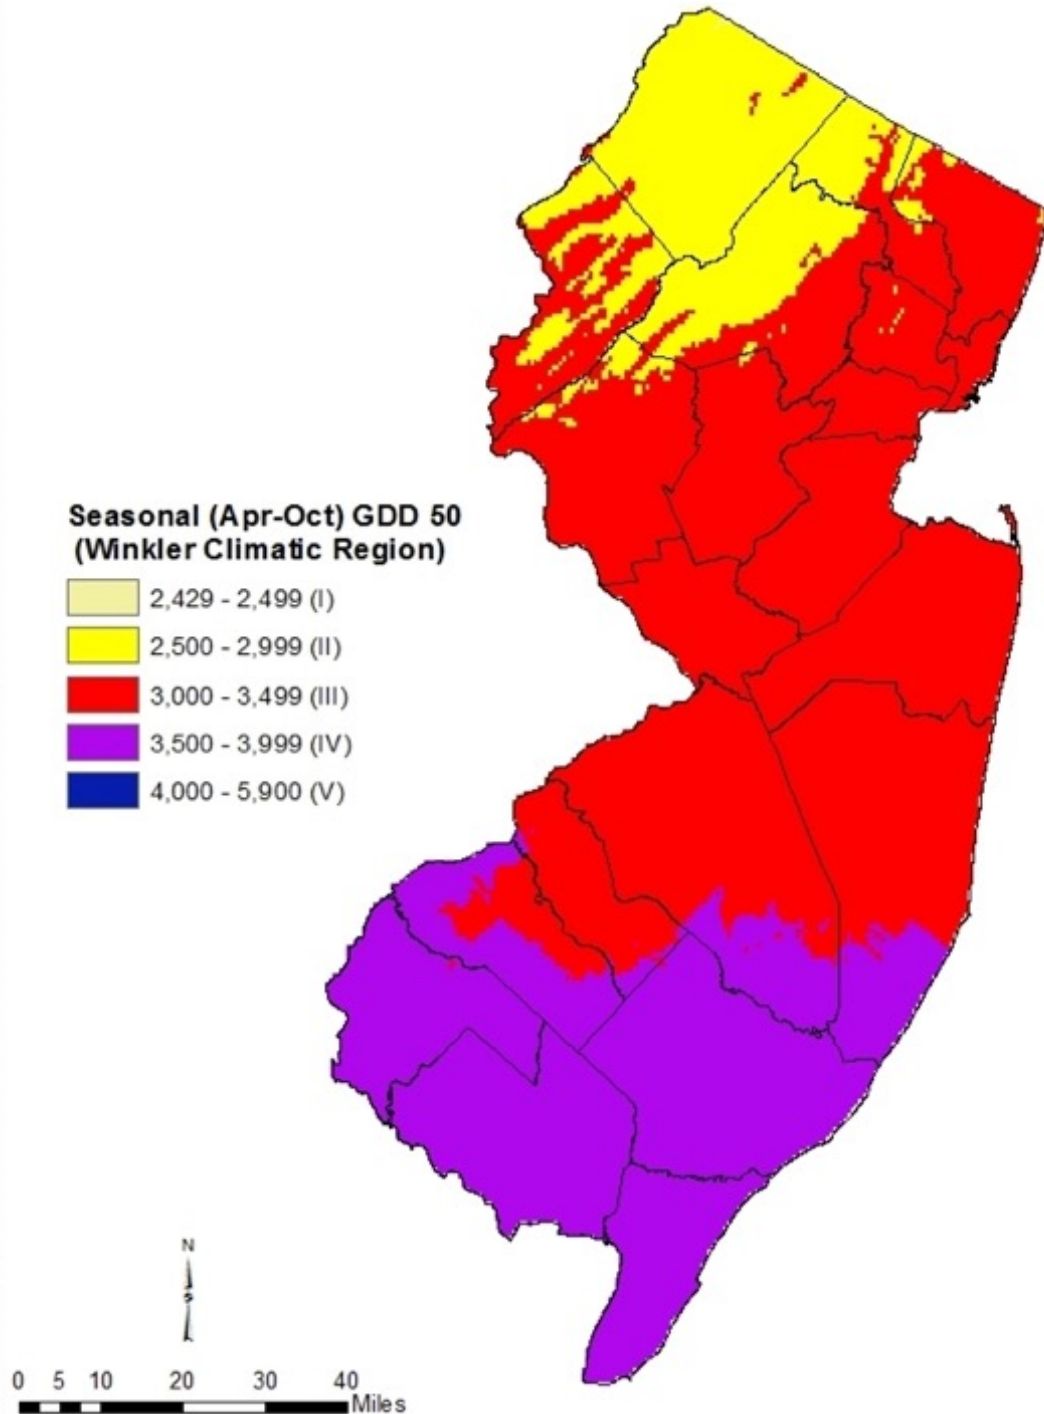 Seasonal (Apr-Oct) GDD 50
(Winkler Climatic Region)
2,429 - 2,499 (I)
2,500 - 2,999 (II)
3,000 - 3,499 (III)
3,500 - 3,999 (IV)
4,000 - 5,900 (V)
N
S
0 5 10 20 30 40
Miles